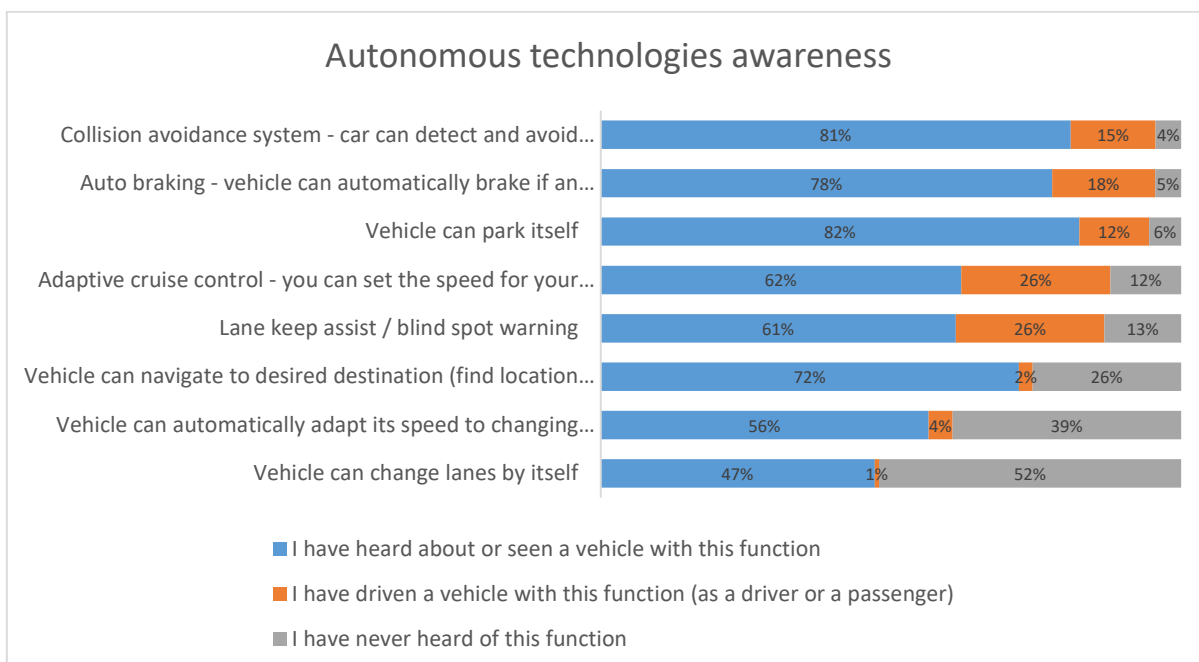 Autonomous technologies awareness
Collision avoidance system - car can detect and avoid...
81% 15% 4%
Auto braking - vehicle can automatically brake if an...
78% 18% 5%
Vehicle can park itself
82% 12% 6%
Adaptive cruise control - you can set the speed for your...
62% 26% 12%
Lane keep assist / blind spot warning
61% 26% 13%
Vehicle can navigate to desired destination (find location...
72% 2% 26%
Vehicle can automatically adapt its speed to changing...
56% 4% 39%
Vehicle can change lanes by itself
47% 1% 52%
I have heard about or seen a vehicle with this function
I have driven a vehicle with this function (as a driver or a passenger)
I have never heard of this function